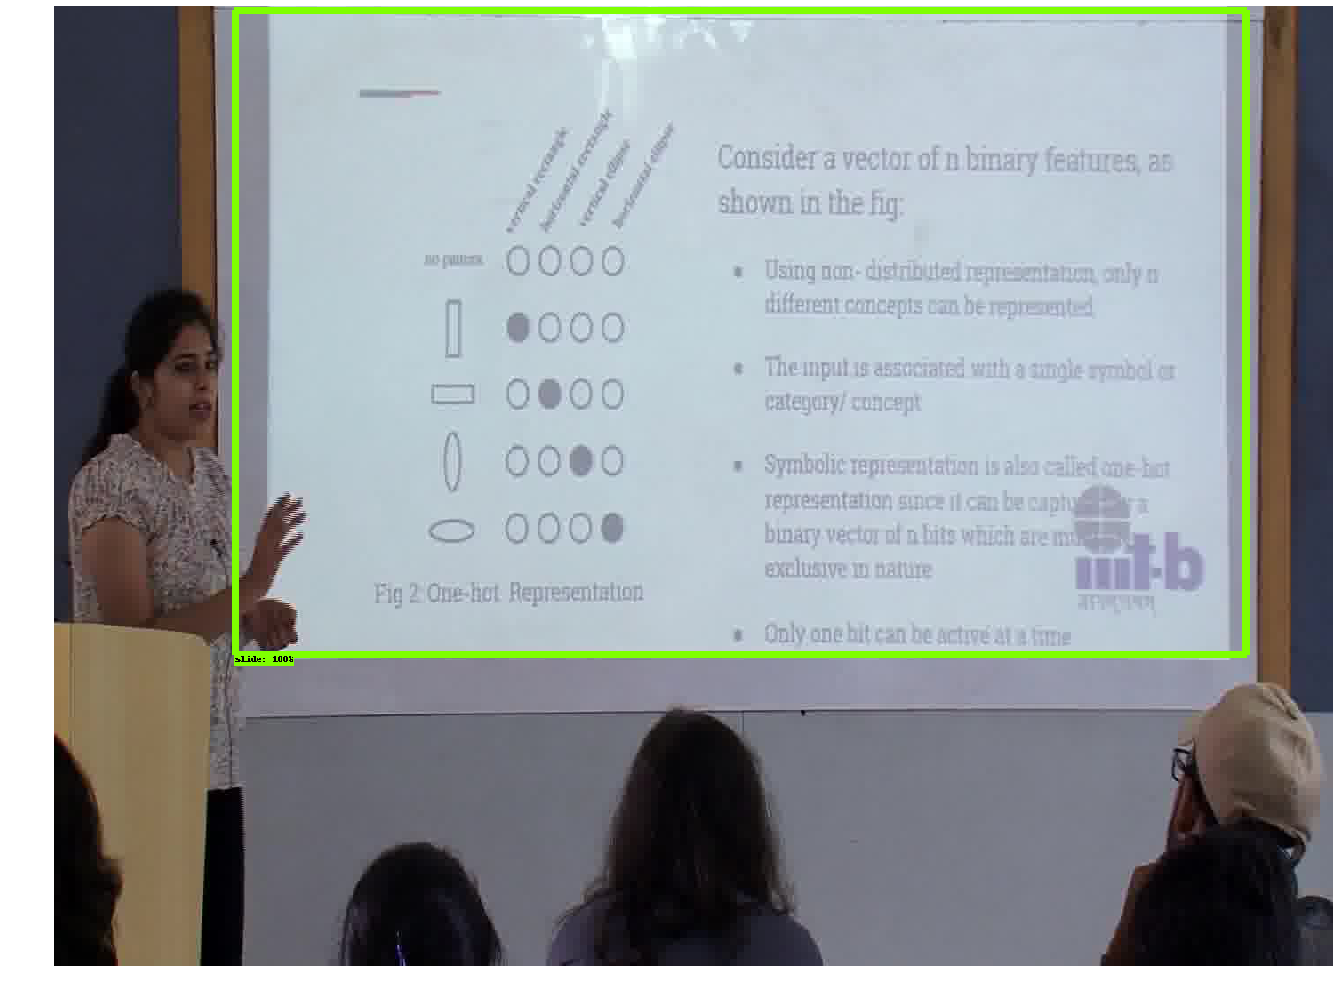 vertical rectangle
horizontal rectangle
vertical ellipse
horizontal ellipse
no pattern
Fig 2: One-hot Representation
Consider a vector of n binary features, as
shown in the fig:
Using non- distributed representation, only n
different concepts can be represented
The input is associated with a single symbol or
category/ concept
Symbolic representation is also called one-hot
representation since it can be a
binary vector of n bits which are
exclusive in nature
Only one bit can be active at a time
iiit-b
ज्ञानमुत्तमम्
slide: 100%